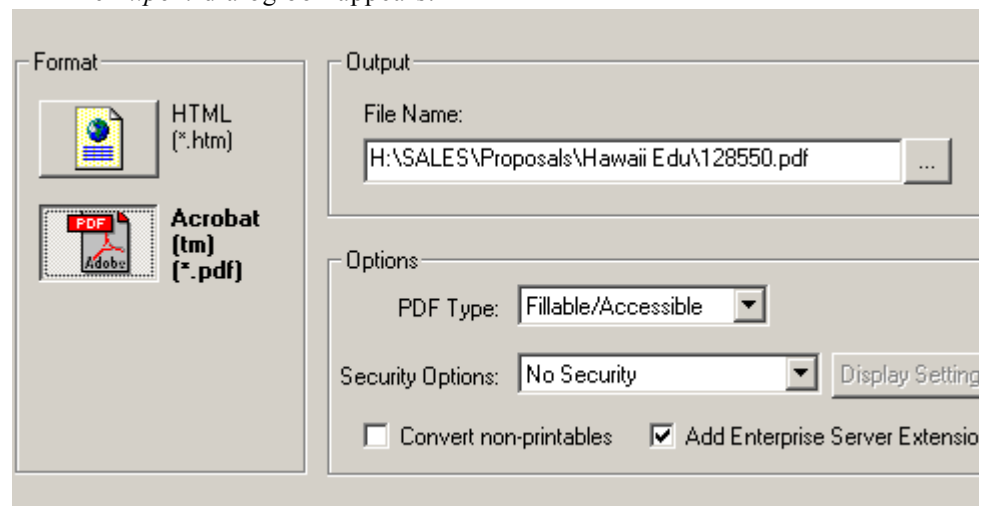 Format
HTML
(*.htm)
PDF
Adobe
Acrobat
(tm)
(*.pdf)
Output
File Name:
H:\SALES\Proposals\Hawaii Edu\128550.pdf
...
Options
PDF Type: Fillable/Accessible
Security Options: No Security Display Setting
Convert non-printables Add Enterprise Server Extensio